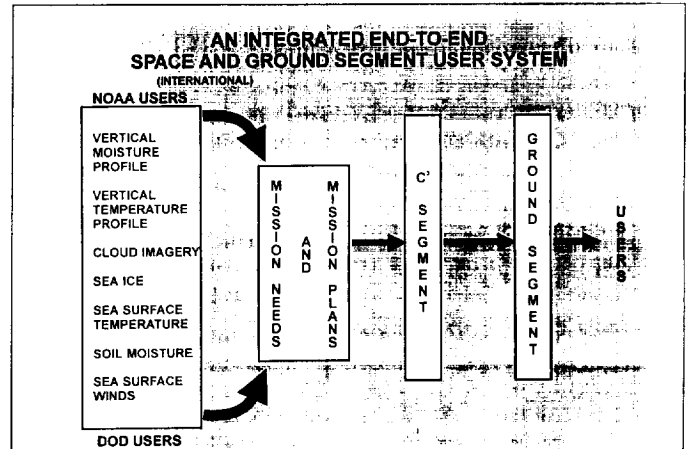 AN INTEGRATED END-TO-END
SPACE AND GROUND SEGMENT USER SYSTEM
(INTERNATIONAL)
NOAA USERS
VERTICAL
MOISTURE
PROFILE
VERTICAL
TEMPERATURE
PROFILE
CLOUD IMAGERY
SEA ICE
SEA SURFACE
TEMPERATURE
SOIL MOISTURE
SEA SURFACE
WINDS
DOD USERS
MISSION NEEDS
AND
MISSION PLANS
C³ SEGMENT
GROUND SEGMENT
USERS